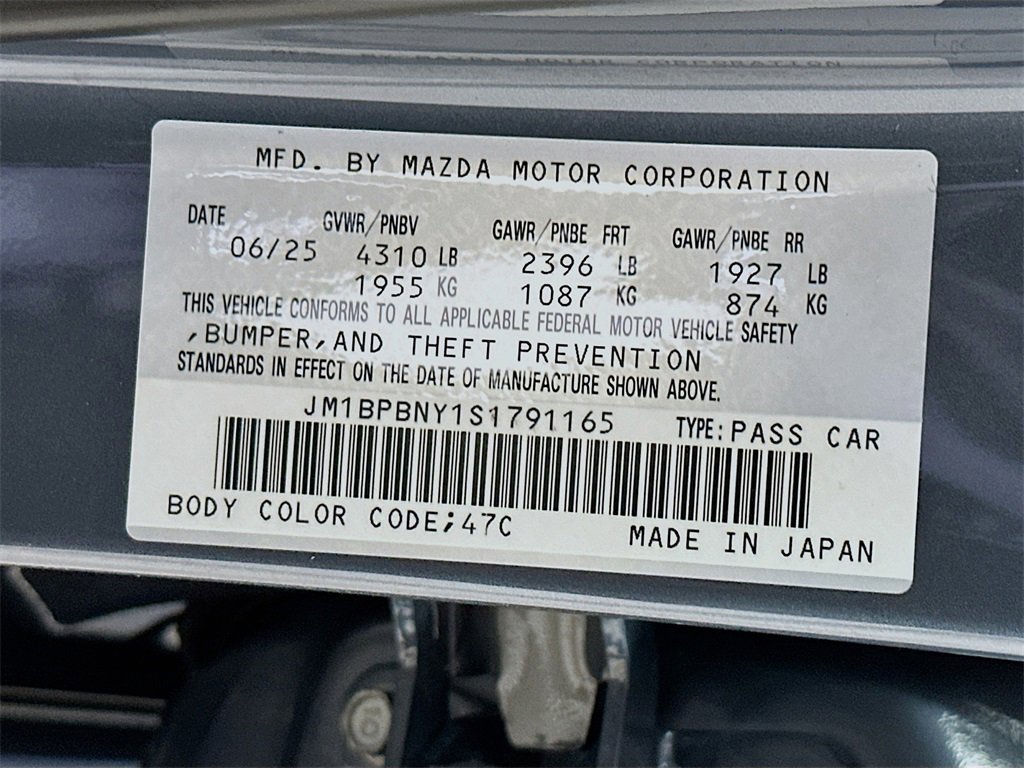 MFD. BY MAZDA MOTOR CORPORATION
DATE GVWR/PNBV GAWR/PNBE FRT GAWR/PNBE RR
06/25 4310 LB 2396 LB 1927 LB
1955 KG 1087 KG 874 KG
THIS VEHICLE CONFORMS TO ALL APPLICABLE FEDERAL MOTOR VEHICLE SAFETY
,BUMPER,AND THEFT PREVENTION
STANDARDS IN EFFECT ON THE DATE OF MANUFACTURE SHOWN ABOVE.
JM1BPBNY1S1791165 TYPE:PASS CAR
BODY COLOR CODE;47C
MADE IN JAPAN